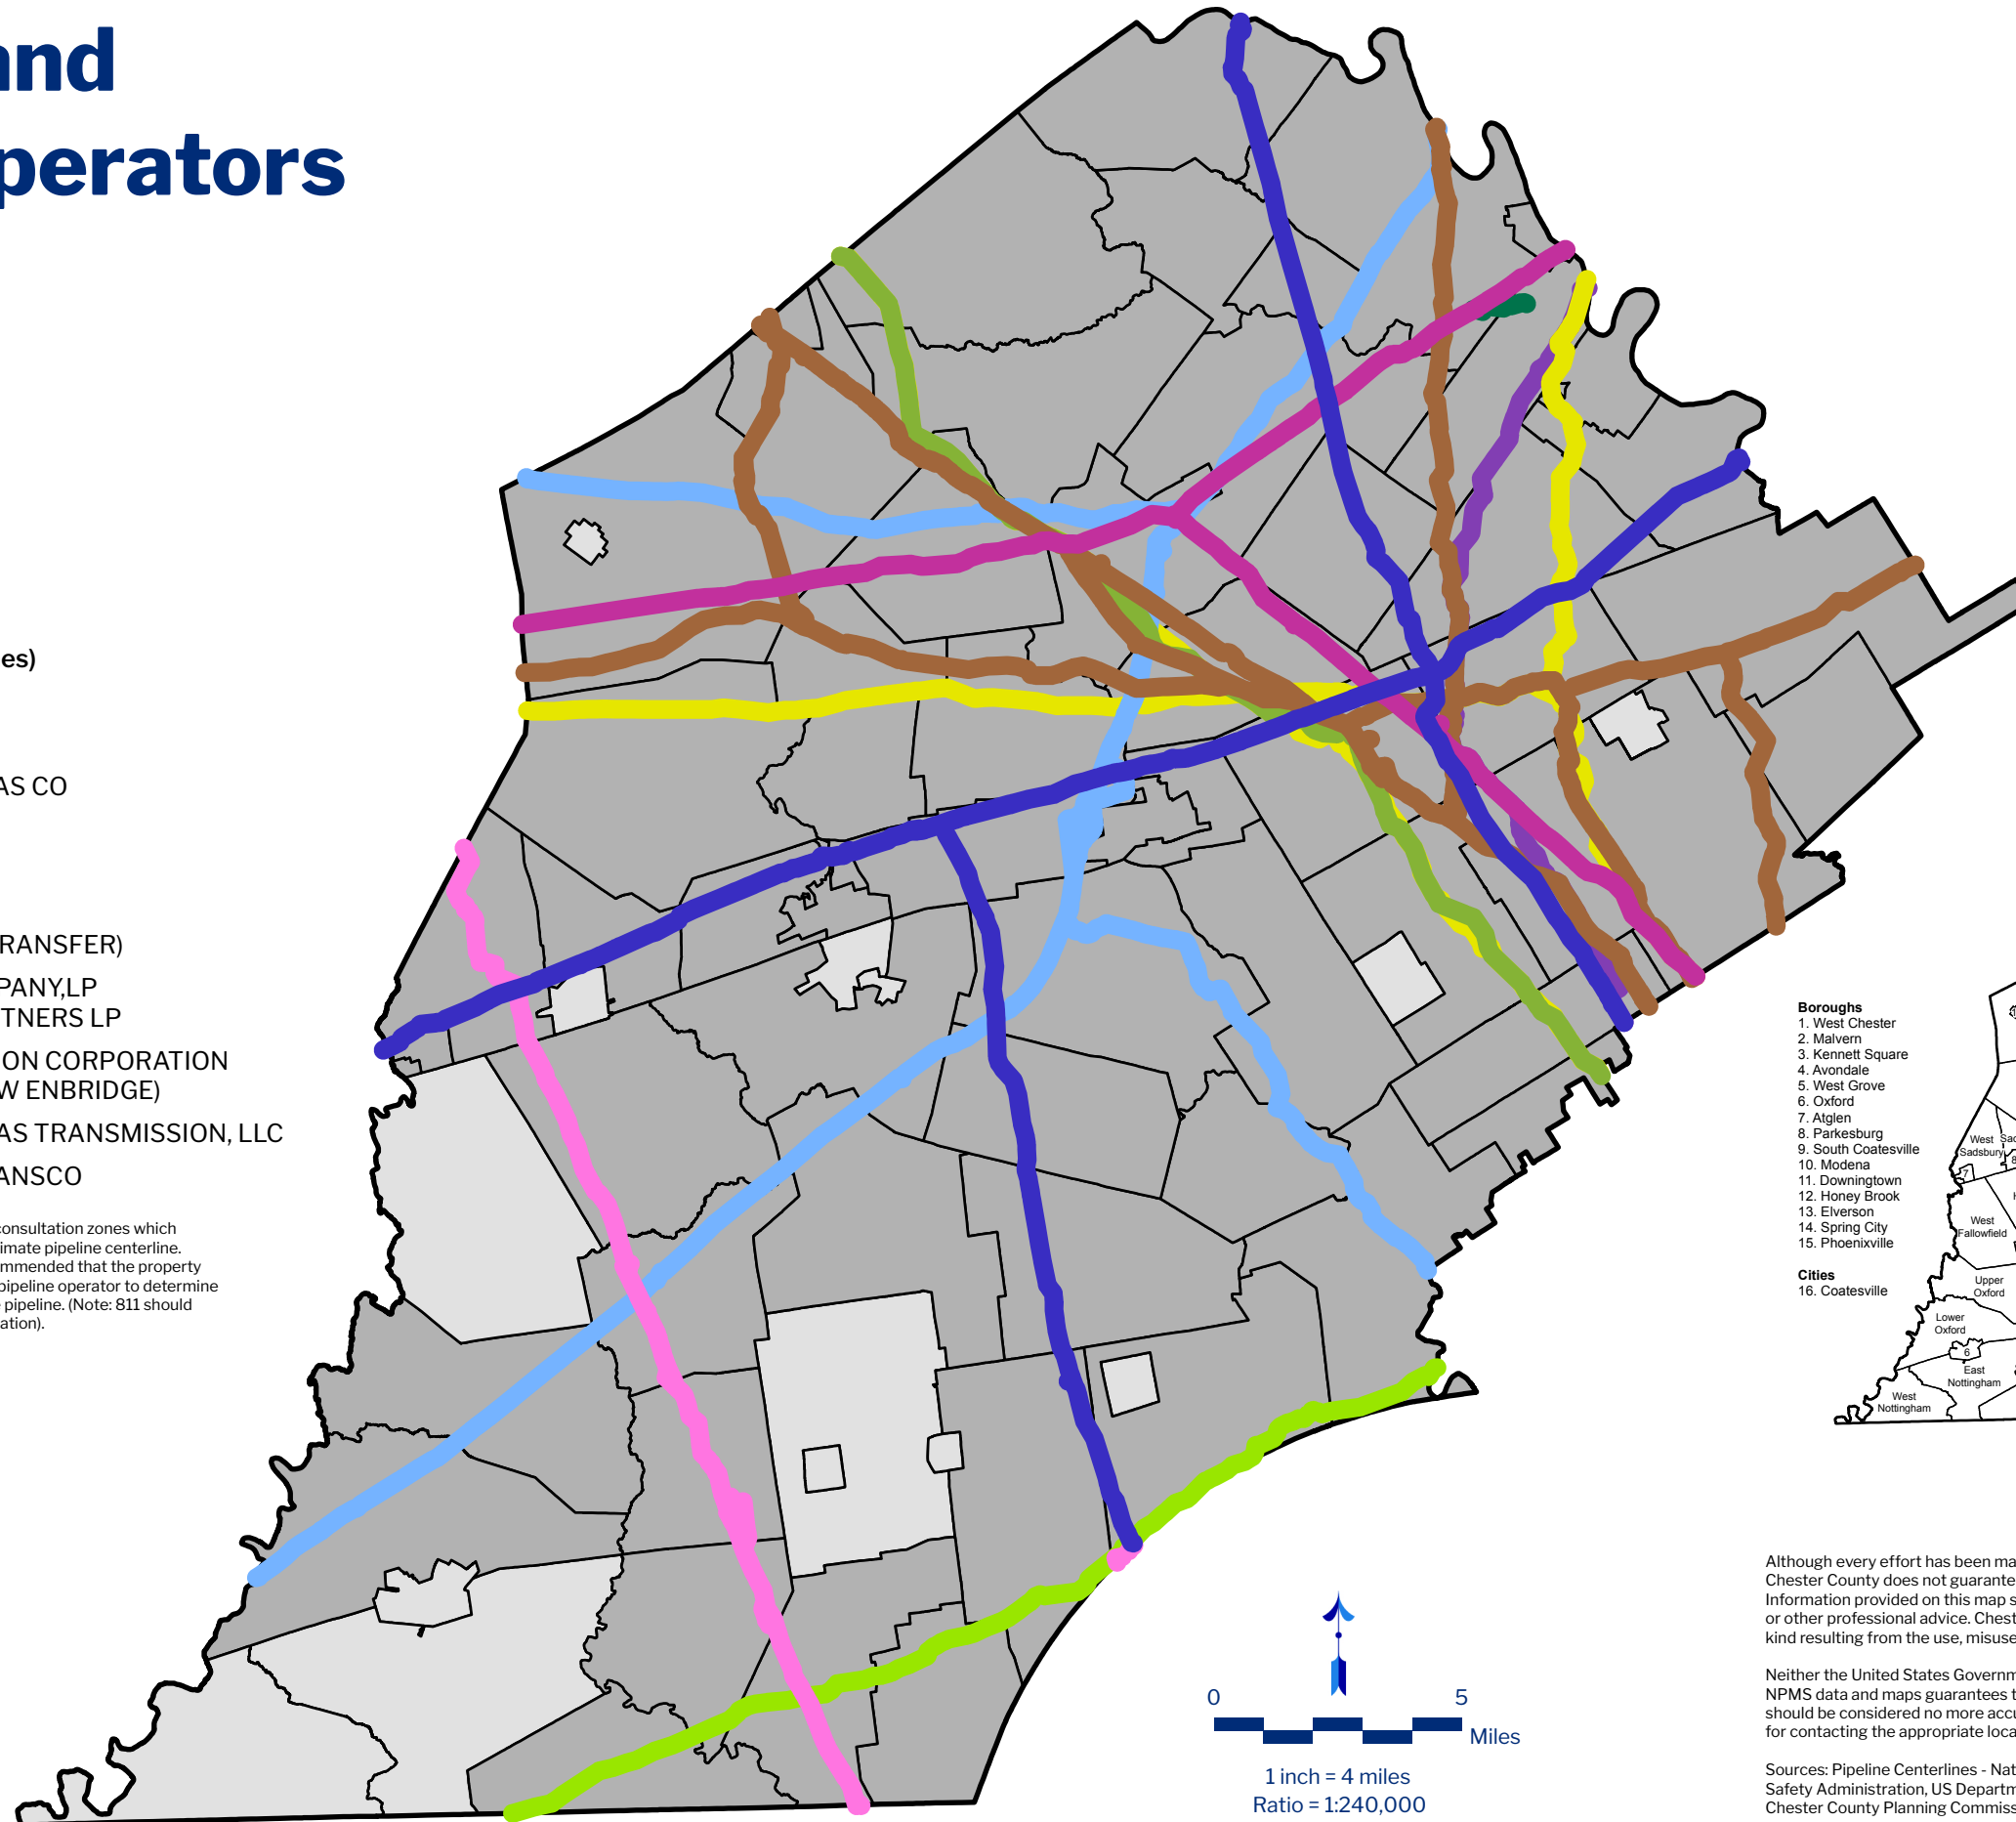 and
perators
es)
AS CO
RANSFER)
PANY,LP
TNERS LP
ON CORPORATION
W ENBRIDGE)
AS TRANSMISSION, LLC
ANSCO
consultation zones which
imate pipeline centerline.
mmended that the property
pipeline operator to determine
pipeline. (Note: 811 should
ation).
Boroughs
1. West Chester
2. Malvern
3. Kennett Square
4. Avondale
5. West Grove
6. Oxford
7. Atglen
8. Parkesburg
9. South Coatesville
10. Modena
11. Downingtown
12. Honey Brook
13. Elverson
14. Spring City
15. Phoenixville
Cities
16. Coatesville
West
Sadsbury
Sad
8
7
West
Fallowfield
Upper
Oxford
Lower
Oxford
6
East
Nottingham
West
Nottingham
0 5
Miles
1 inch = 4 miles
Ratio = 1:240,000
Although every effort has been ma
Chester County does not guarante
Information provided on this map s
or other professional advice. Chest
kind resulting from the use, misuse
Neither the United States Governm
NPMS data and maps guarantees t
should be considered no more accu
for contacting the appropriate loca
Sources: Pipeline Centerlines - Nat
Safety Administration, US Departm
Chester County Planning Commiss